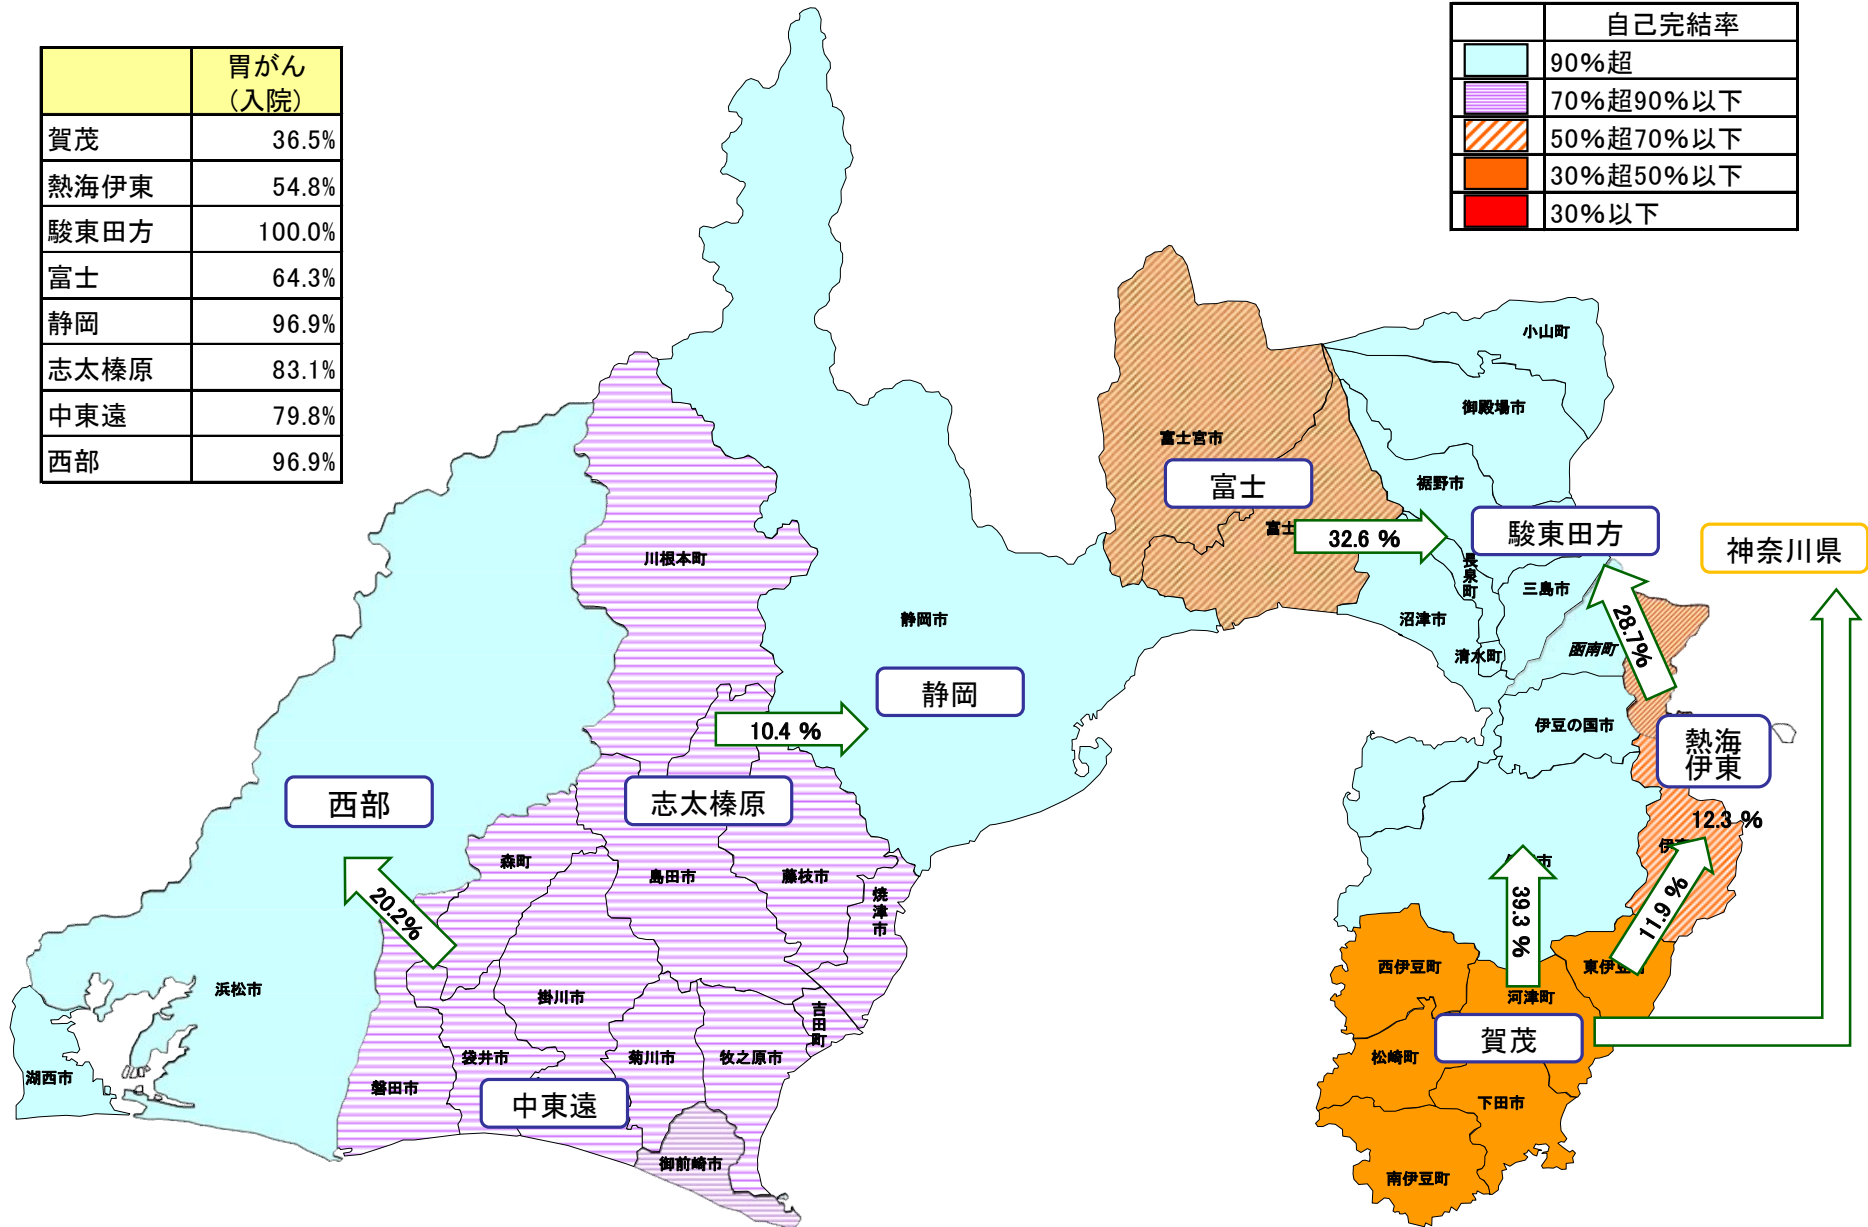 胃がん
(入院)
賀茂 36.5%
熱海伊東 54.8%
駿東田方 100.0%
富士 64.3%
静岡 96.9%
志太榛原 83.1%
中東遠 79.8%
西部 96.9%
自己完結率
90%超
70%超90%以下
50%超70%以下
30%超50%以下
30%以下
小山町
御殿場市
富士宮市
裾野市
富士
富士
32.6 %
駿東田方
神奈川県
川根本町
長泉町
三島市
静岡市
沼津市
28.7%
函南町
清水町
静岡
伊豆の国市
10.4 %
熱海
伊東
西部
志太榛原
12.3 %
森町
島田市
藤枝市
市
焼津市
20.2%
39.3 %
11.9 %
西伊豆町
東伊豆
浜松市
掛川市
河津町
吉田町
賀茂
袋井市
菊川市
牧之原市
松崎町
湖西市
磐田市
中東遠
下田市
御前崎市
南伊豆町